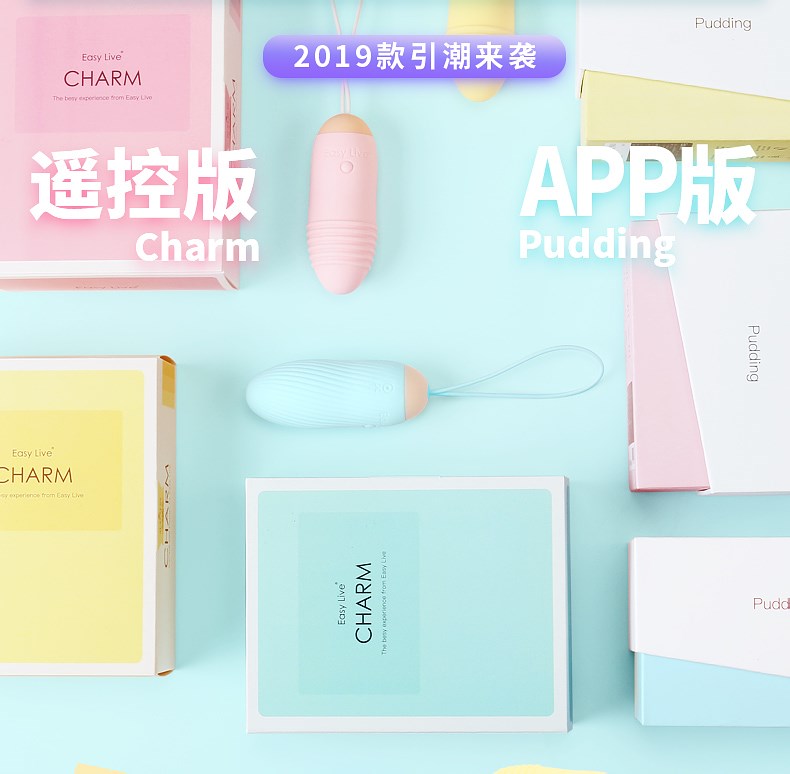 2019款引潮来袭
Pudding
Easy Live
CHARM
The besy experience from Easy Live
遥控版
Charm
APP版
Pudding
Pudding
Easy Live
CHARM
sy experience from Easy Live
CHARM
Easy Live
CHARM
The besy experience from Easy Live
Pudd